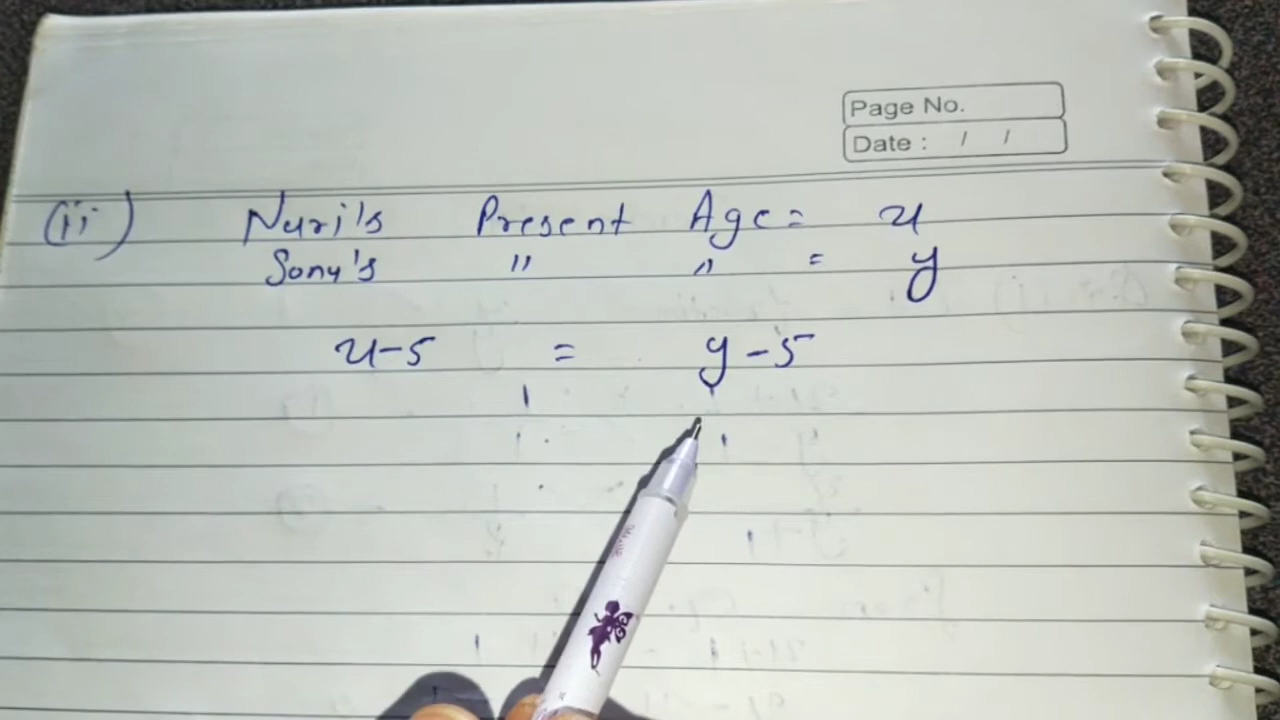 Page No.
Date : / /
(ii) Nuri's Present Age = x
Sony's " " = y
x-5 = y-5